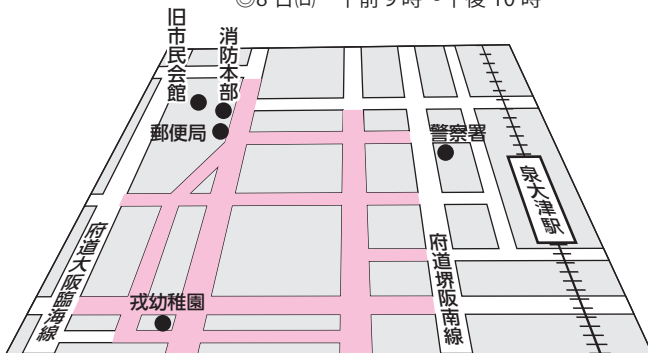 ◎8日㈰ 午前9時～午後10時
旧市民会館
消防本部
郵便局
警察署
泉大津駅
府道大阪臨海線
府道堺阪南線
戎幼稚園